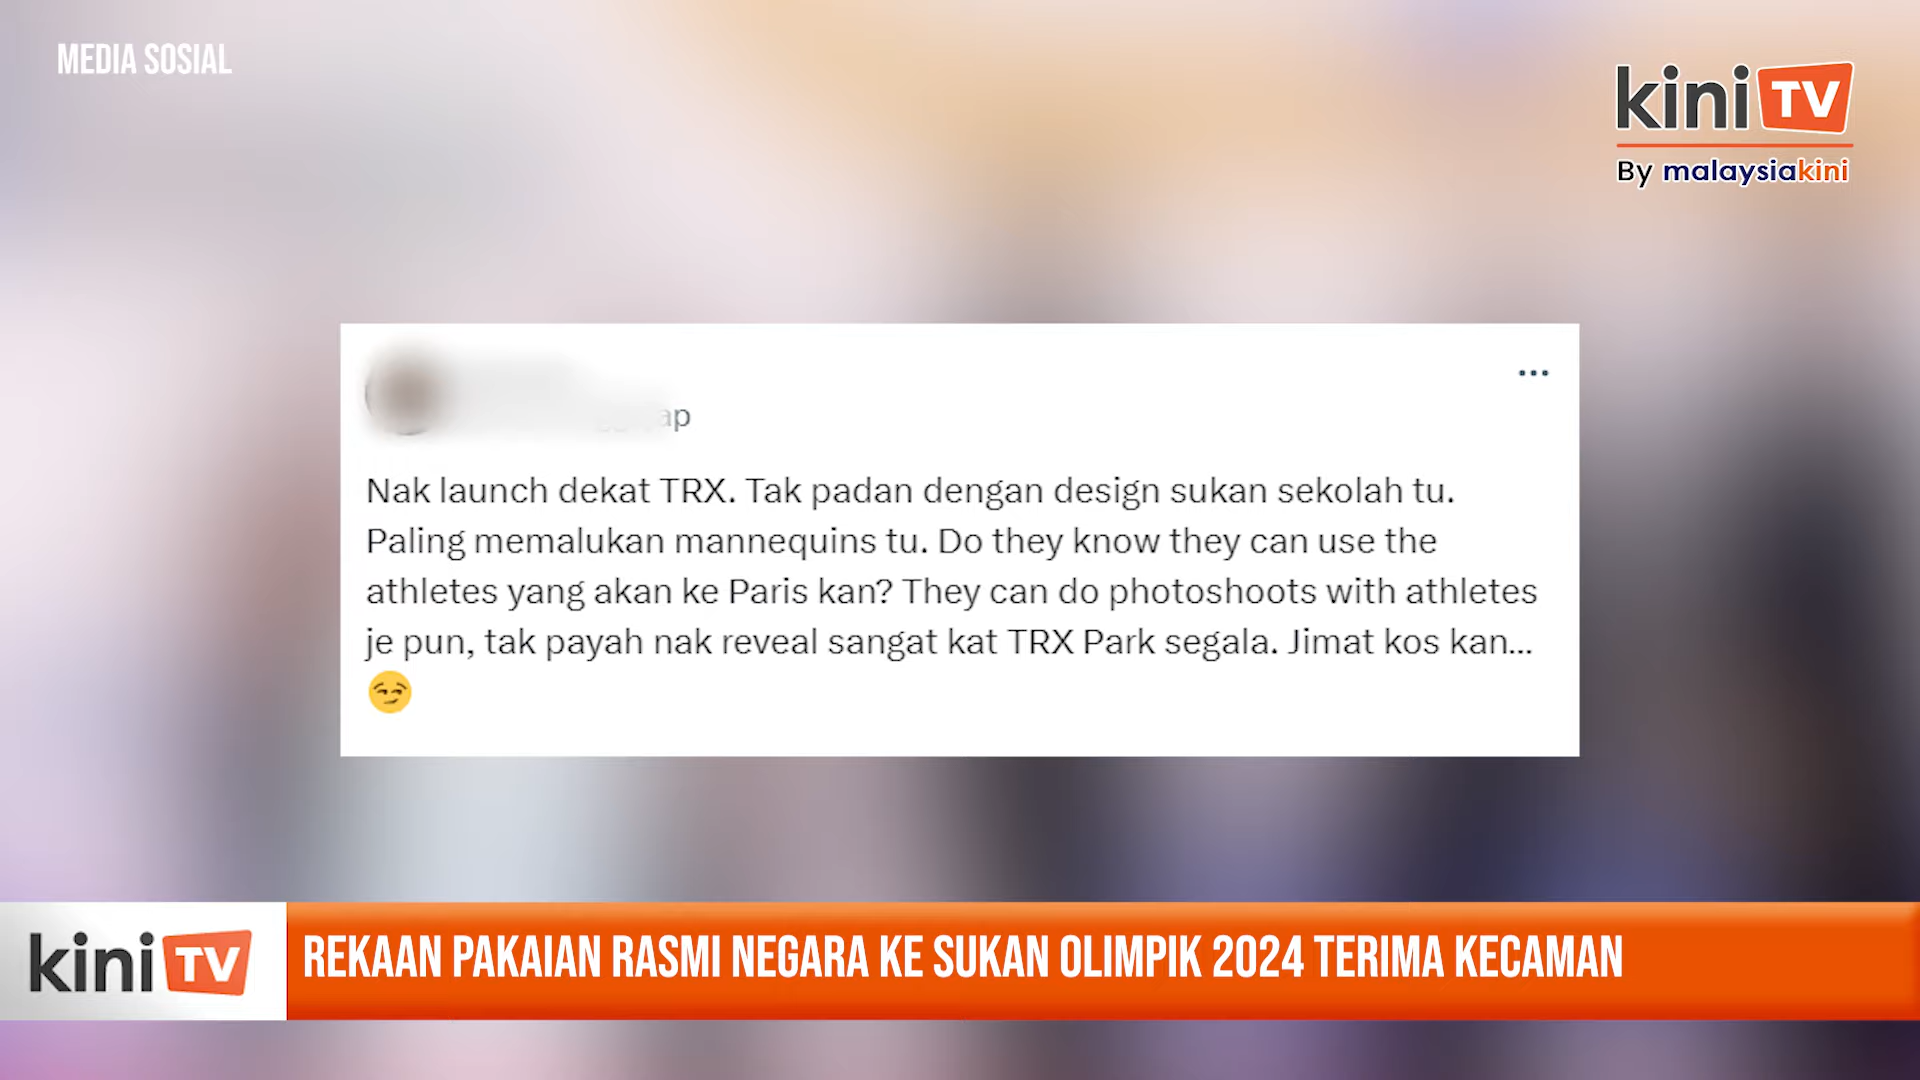 MEDIA SOSIAL
kini TV
By malaysiakini
Nak launch dekat TRX. Tak padan dengan design sukan sekolah tu.
Paling memalukan mannequins tu. Do they know they can use the
athletes yang akan ke Paris kan? They can do photoshoots with athletes
je pun, tak payah nak reveal sangat kat TRX Park segala. Jimat kos kan...
😏
kini TV
REKAAN PAKAIAN RASMI NEGARA KE SUKAN OLIMPIK 2024 TERIMA KECAMAN